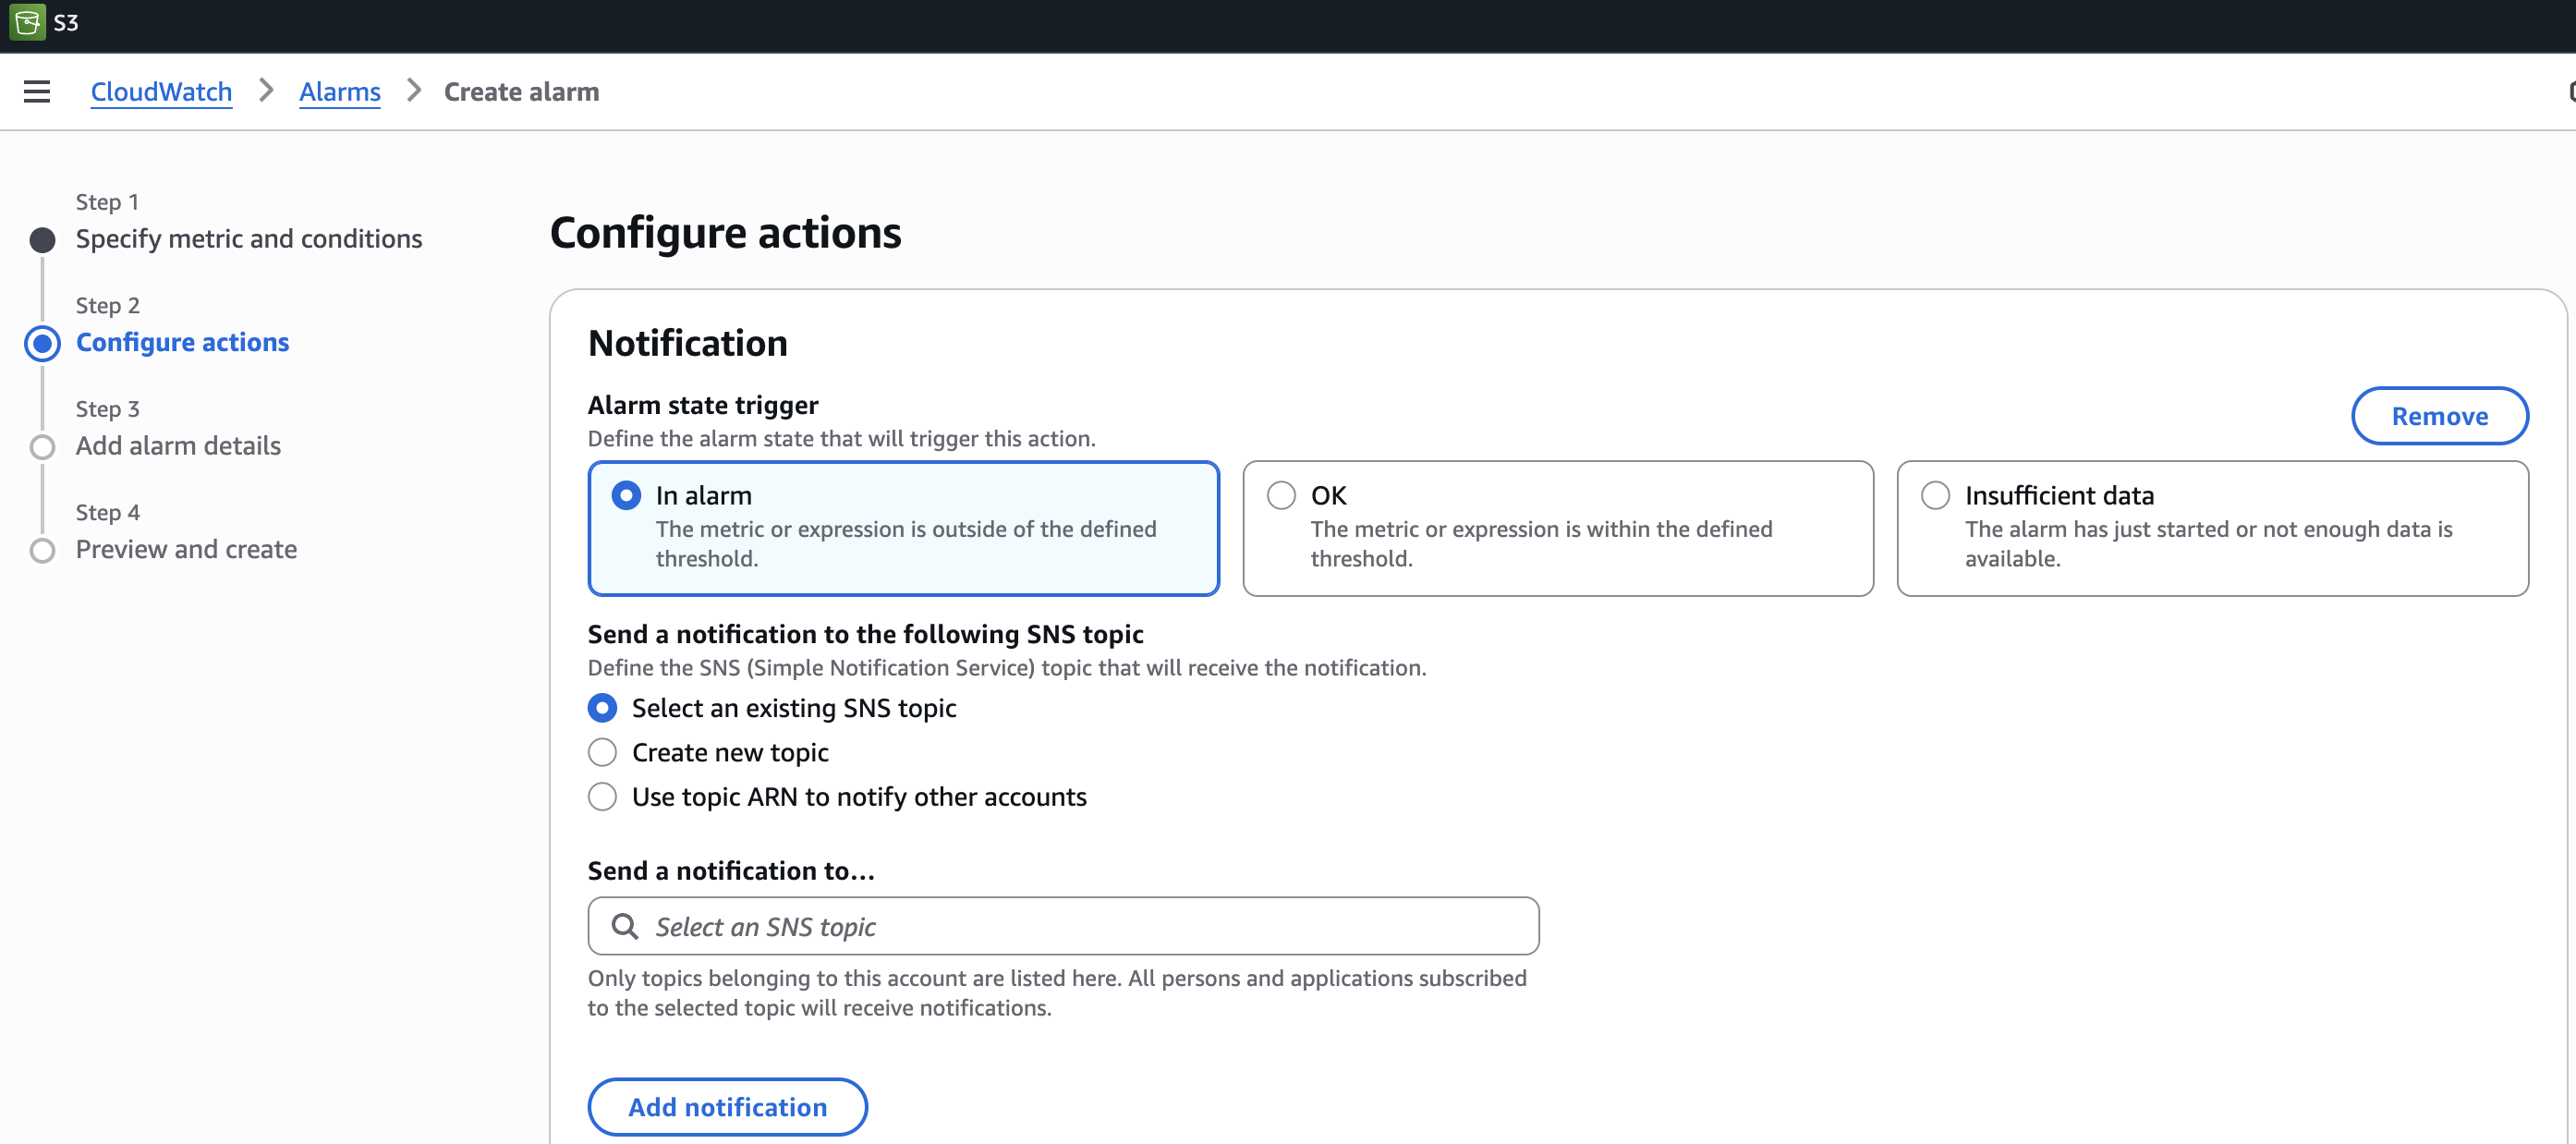 S3
CloudWatch > Alarms > Create alarm
Step 1
Specify metric and conditions
Step 2
Configure actions
Step 3
Add alarm details
Step 4
Preview and create
Configure actions
Notification
Alarm state trigger
Define the alarm state that will trigger this action.
Remove
In alarm
The metric or expression is outside of the defined
threshold.
OK
The metric or expression is within the defined
threshold.
Insufficient data
The alarm has just started or not enough data is
available.
Send a notification to the following SNS topic
Define the SNS (Simple Notification Service) topic that will receive the notification.
Select an existing SNS topic
Create new topic
Use topic ARN to notify other accounts
Send a notification to…
Select an SNS topic
Only topics belonging to this account are listed here. All persons and applications subscribed
to the selected topic will receive notifications.
Add notification